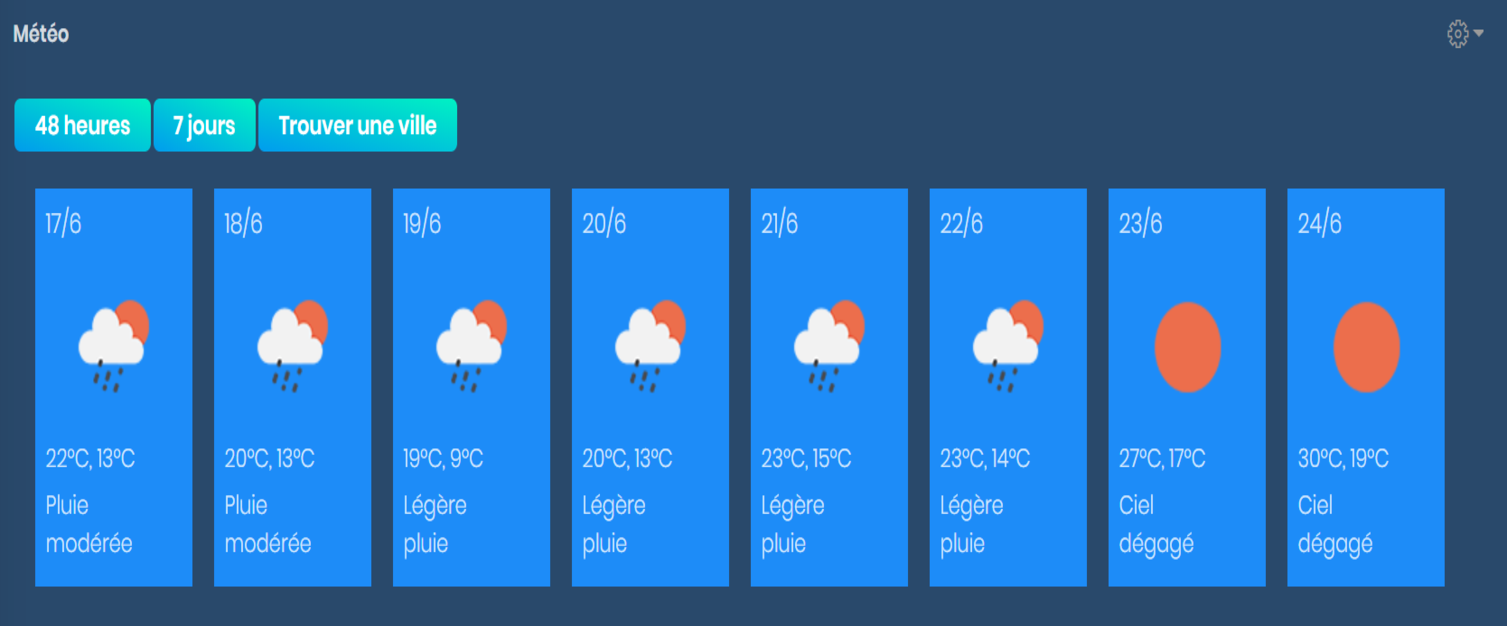 Météo
48 heures 7 jours Trouver une ville
17/6 18/6 19/6 20/6 21/6 22/6 23/6 24/6
22°C, 13°C 20°C, 13°C 19°C, 9°C 20°C, 13°C 23°C, 15°C 23°C, 14°C 27°C, 17°C 30°C, 19°C
Pluie Pluie Légère Légère Légère Légère Ciel Ciel
modérée modérée pluie pluie pluie pluie dégagé dégagé